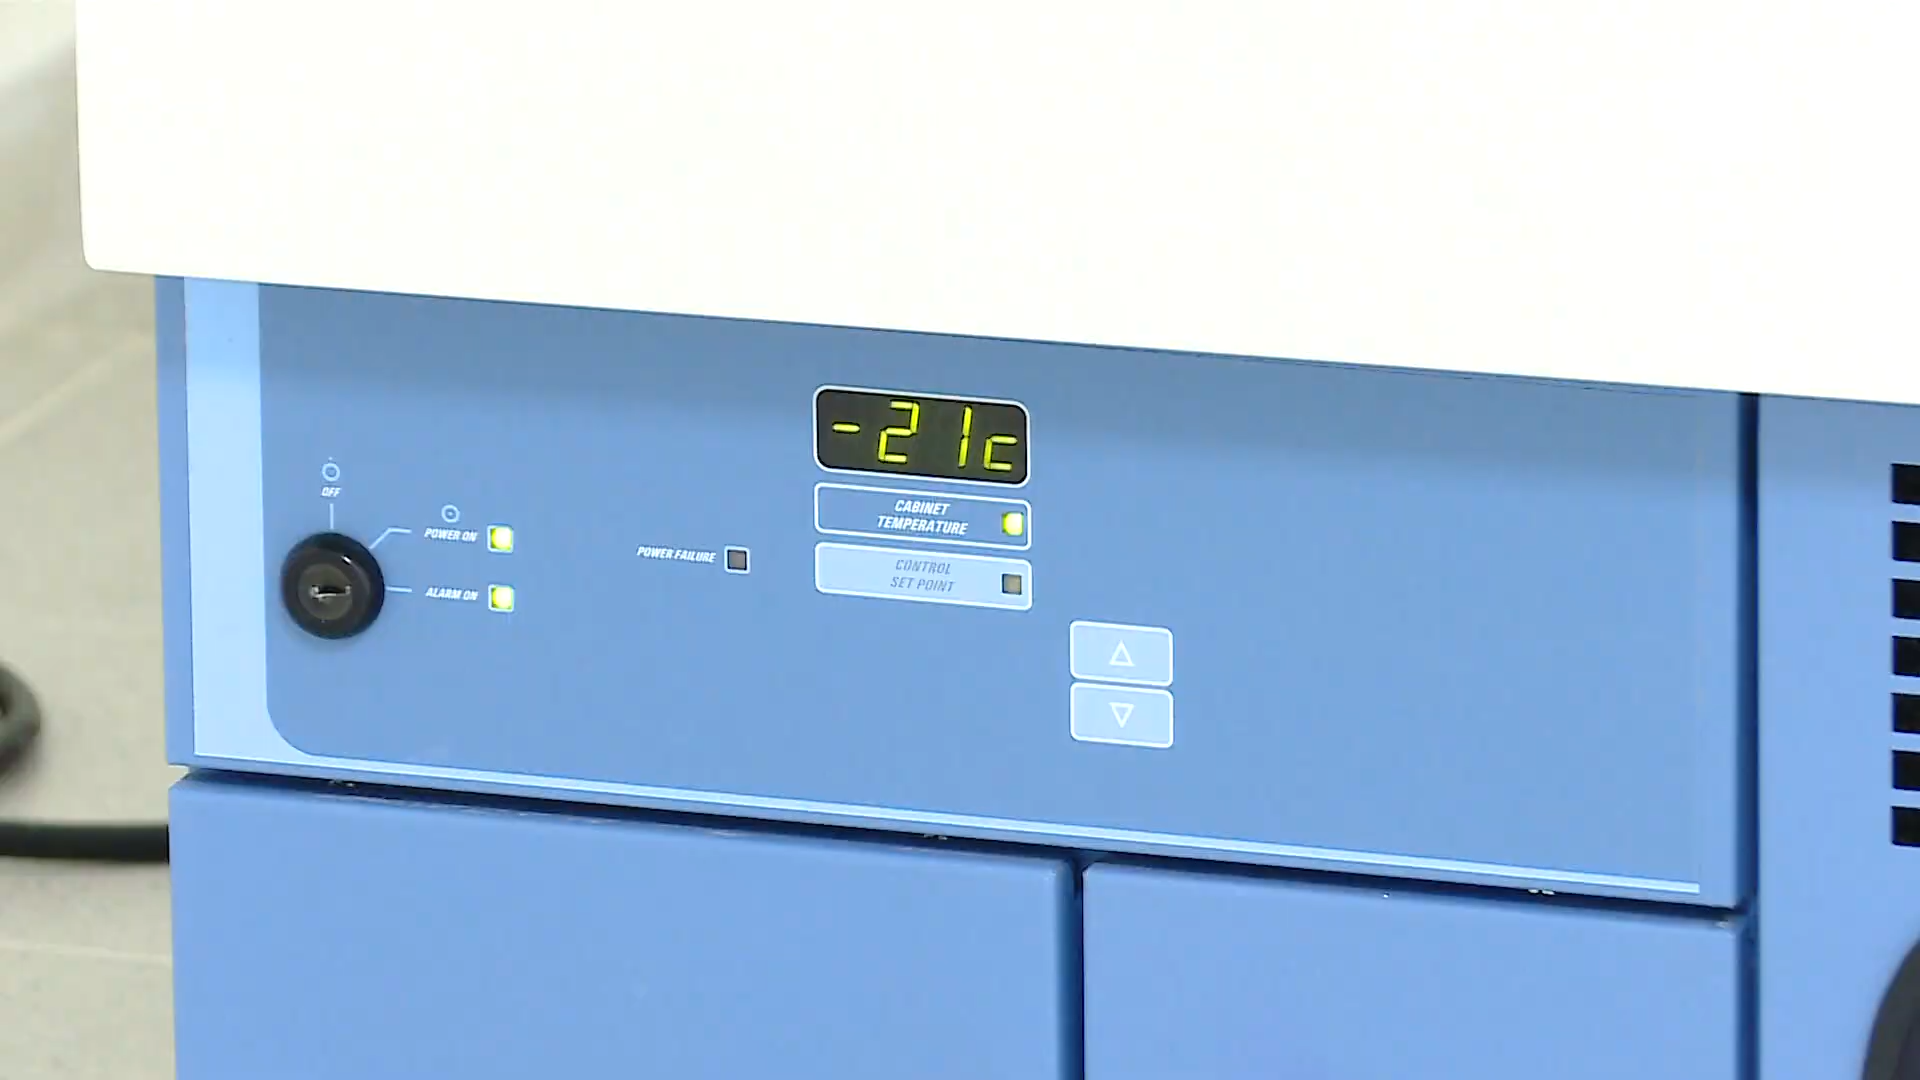 -21c
OFF
POWER ON
ALARM ON
POWER FAILURE
CABINET
TEMPERATURE
CONTROL
SET POINT